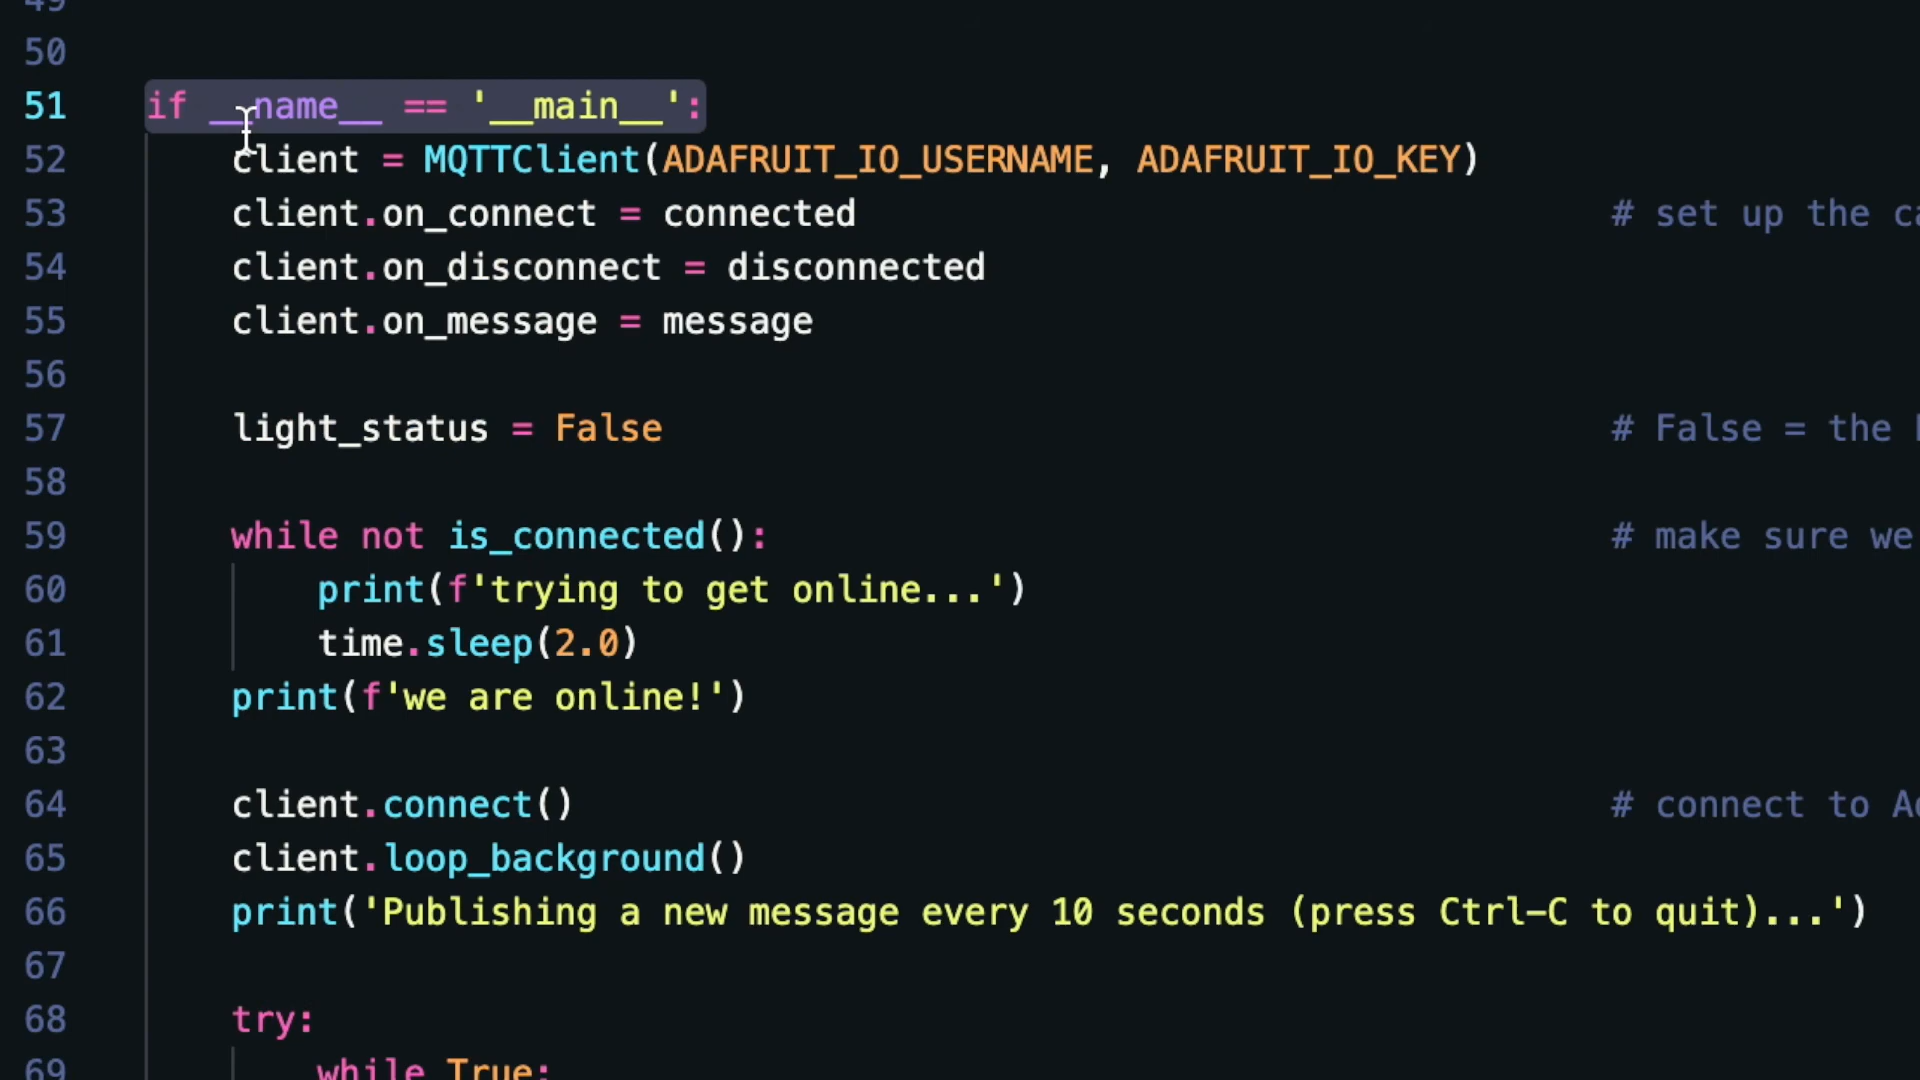 49
50
51 if __name__ == '__main__':
52 client = MQTTClient(ADAFRUIT_IO_USERNAME, ADAFRUIT_IO_KEY)
53 client.on_connect = connected # set up the
54 client.on_disconnect = disconnected
55 client.on_message = message
56
57 light_status = False # False = the
58
59 while not is_connected(): # make sure we
60 print(f'trying to get online...')
61 time.sleep(2.0)
62 print(f'we are online!')
63
64 client.connect() # connect to
65 client.loop_background()
66 print('Publishing a new message every 10 seconds (press Ctrl-C to quit)...')
67
68 try:
69 while True: